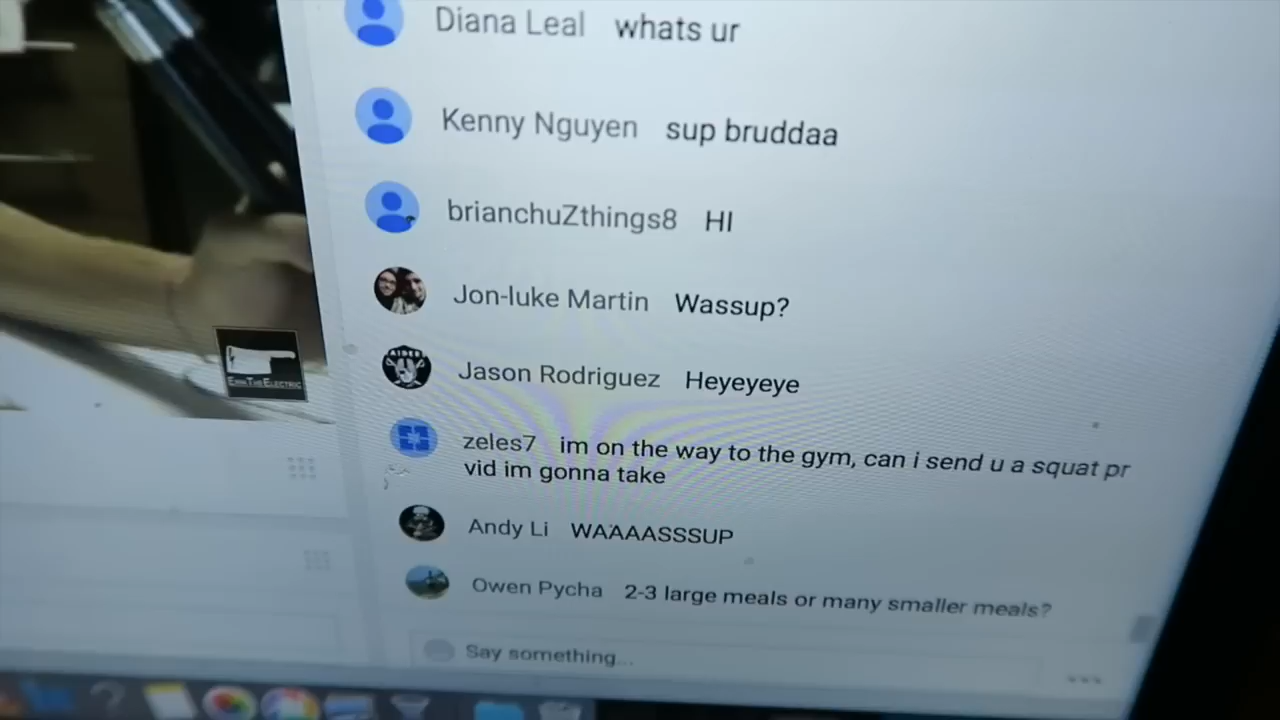 Diana Leal whats ur
Kenny Nguyen sup bruddaa
brianchuZthings8 HI
Jon-luke Martin Wassup?
RAIDERS
Jason Rodriguez Heyeyeye
ERIKTHEELECTRIC
zeles7 im on the way to the gym, can i send u a squat pr
vid im gonna take
Andy Li WAAAASSSUP
Owen Pycha 2-3 large meals or many smaller meals?
Say something...